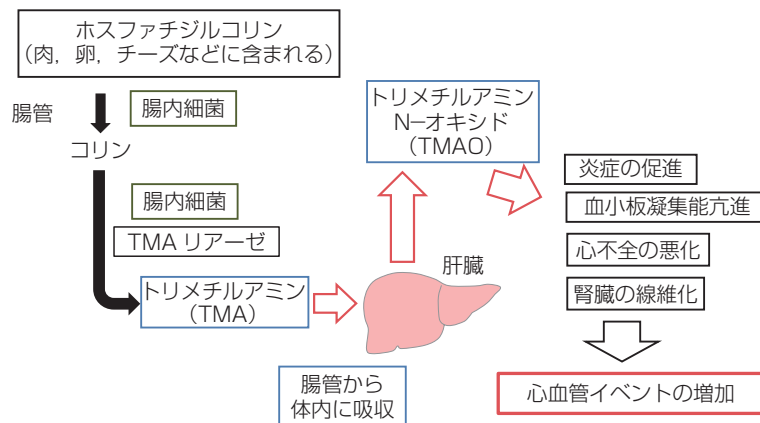 ホスファチジルコリン
(肉，卵，チーズなどに含まれる)
腸管
腸内細菌
コリン
腸内細菌
TMA リアーゼ
トリメチルアミン
(TMA)
肝臓
腸管から
体内に吸収
トリメチルアミン
N−オキシド
(TMAO)
炎症の促進
血小板凝集能亢進
心不全の悪化
腎臓の線維化
心血管イベントの増加